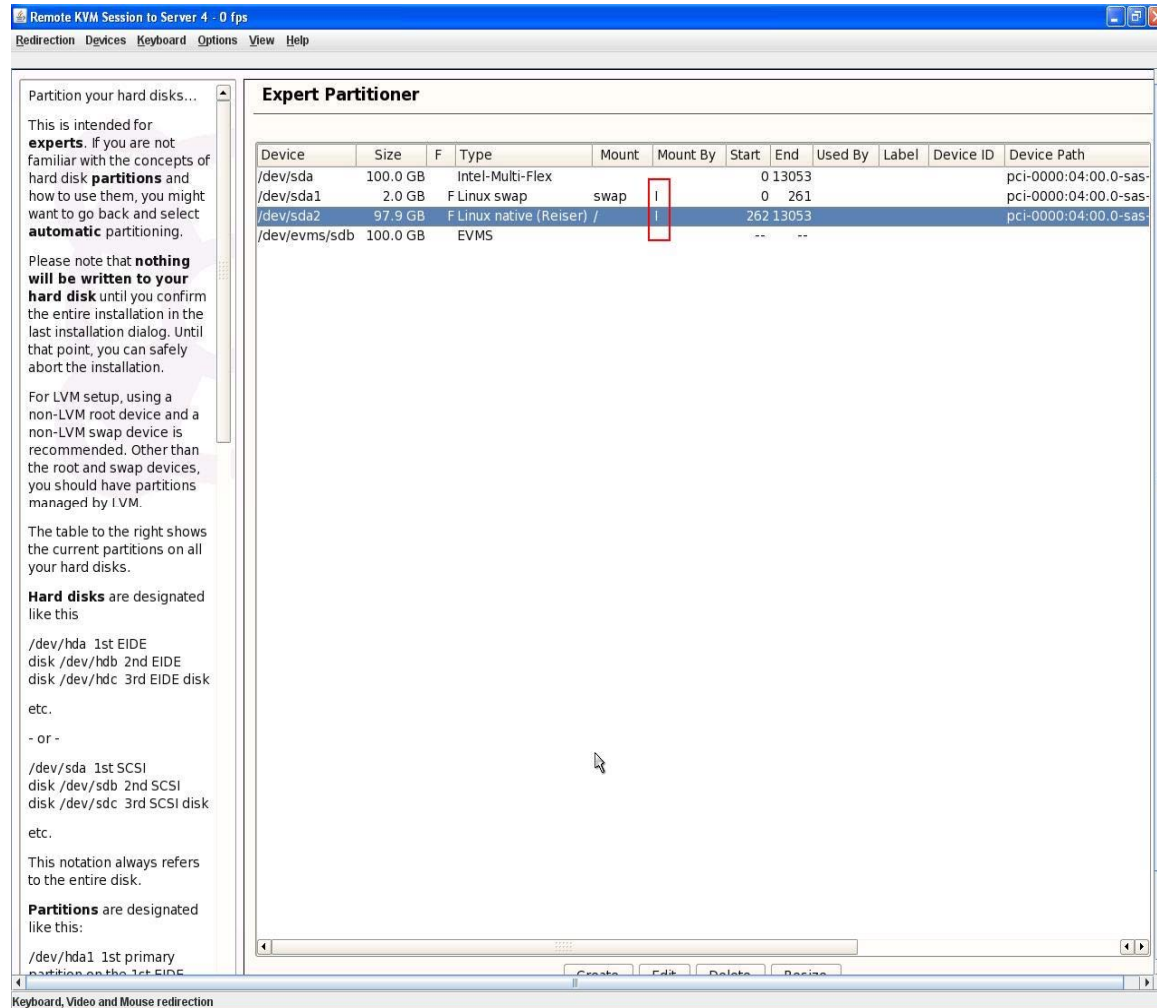 Remote KVM Session to Server 4 - 0 fps
Redirection Devices Keyboard Options View Help
Partition your hard disks...
This is intended for
experts. If you are not
familiar with the concepts of
hard disk partitions and
how to use them, you might
want to go back and select
automatic partitioning.
Please note that nothing
will be written to your
hard disk until you confirm
the entire installation in the
last installation dialog. Until
that point, you can safely
abort the installation.
For LVM setup, using a
non-LVM root device and a
non-LVM swap device is
recommended. Other than
the root and swap devices,
you should have partitions
managed by LVM.
The table to the right shows
the current partitions on all
your hard disks.
Hard disks are designated
like this
/dev/hda 1st EIDE
disk /dev/hdb 2nd EIDE
disk /dev/hdc 3rd EIDE disk
etc.
- or -
/dev/sda 1st SCSI
disk /dev/sdb 2nd SCSI
disk /dev/sdc 3rd SCSI disk
etc.
This notation always refers
to the entire disk.
Partitions are designated
like this:
/dev/hda1 1st primary
partition on the 1st EIDE
Expert Partitioner
Device Size F Type Mount Mount By Start End Used By Label Device ID Device Path
/dev/sda 100.0 GB Intel-Multi-Flex 0 13053 pci-0000:04:00.0-sas-
/dev/sda1 2.0 GB F Linux swap swap I 0 261 pci-0000:04:00.0-sas-
/dev/sda2 97.9 GB F Linux native (Reiser) / I 262 13053 pci-0000:04:00.0-sas-
/dev/evms/sdb 100.0 GB EVMS -- --
Create Edit Delete Resize
Keyboard, Video and Mouse redirection